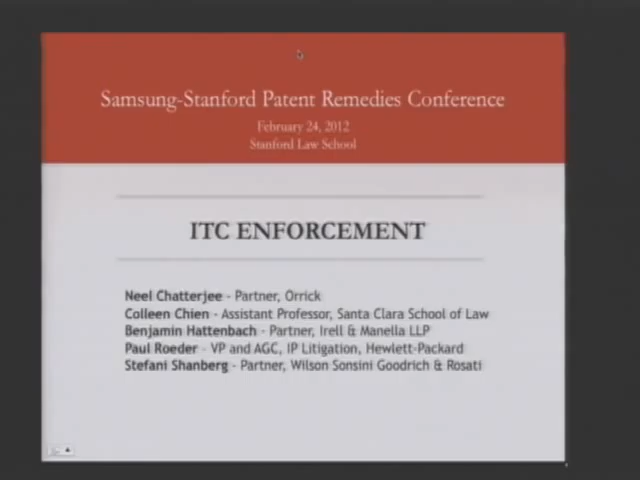 Samsung-Stanford Patent Remedies Conference
February 24, 2012
Stanford Law School
ITC ENFORCEMENT
Neel Chatterjee - Partner, Orrick
Colleen Chien - Assistant Professor, Santa Clara School of Law
Benjamin Hattenbach - Partner, Irell & Manella LLP
Paul Roeder - VP and AGC, IP Litigation, Hewlett-Packard
Stefani Shanberg - Partner, Wilson Sonsini Goodrich & Rosati